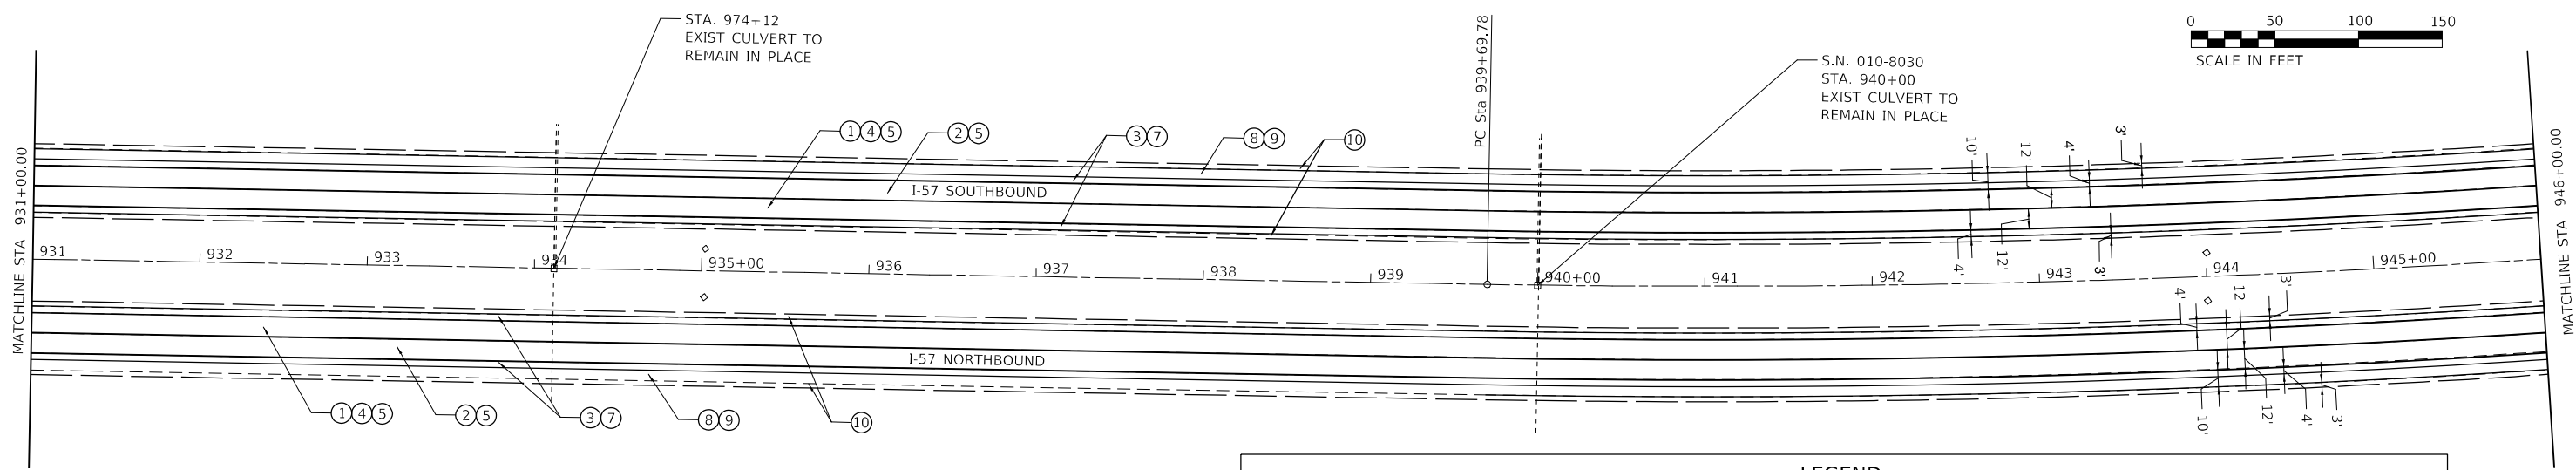 STA. 974+12
EXIST CULVERT TO
REMAIN IN PLACE
PC Sta 939+69.78
S.N. 010-8030
STA. 940+00
EXIST CULVERT TO
REMAIN IN PLACE
0 50 100 150
SCALE IN FEET
MATCHLINE STA 931+00.00
1 4 5
2 5
3 7
8 9
10
10'
12'
4'
3'
I-57 SOUTHBOUND
4'
12'
3'
931 932 933 934 935+00 936 937 938 939 940+00 941 942 943 944 945+00
MATCHLINE STA 946+00.00
4'
12'
3'
I-57 NORTHBOUND
1 4 5
2 5
3 7
8 9
10
10'
12'
4'
3'
LEGEND